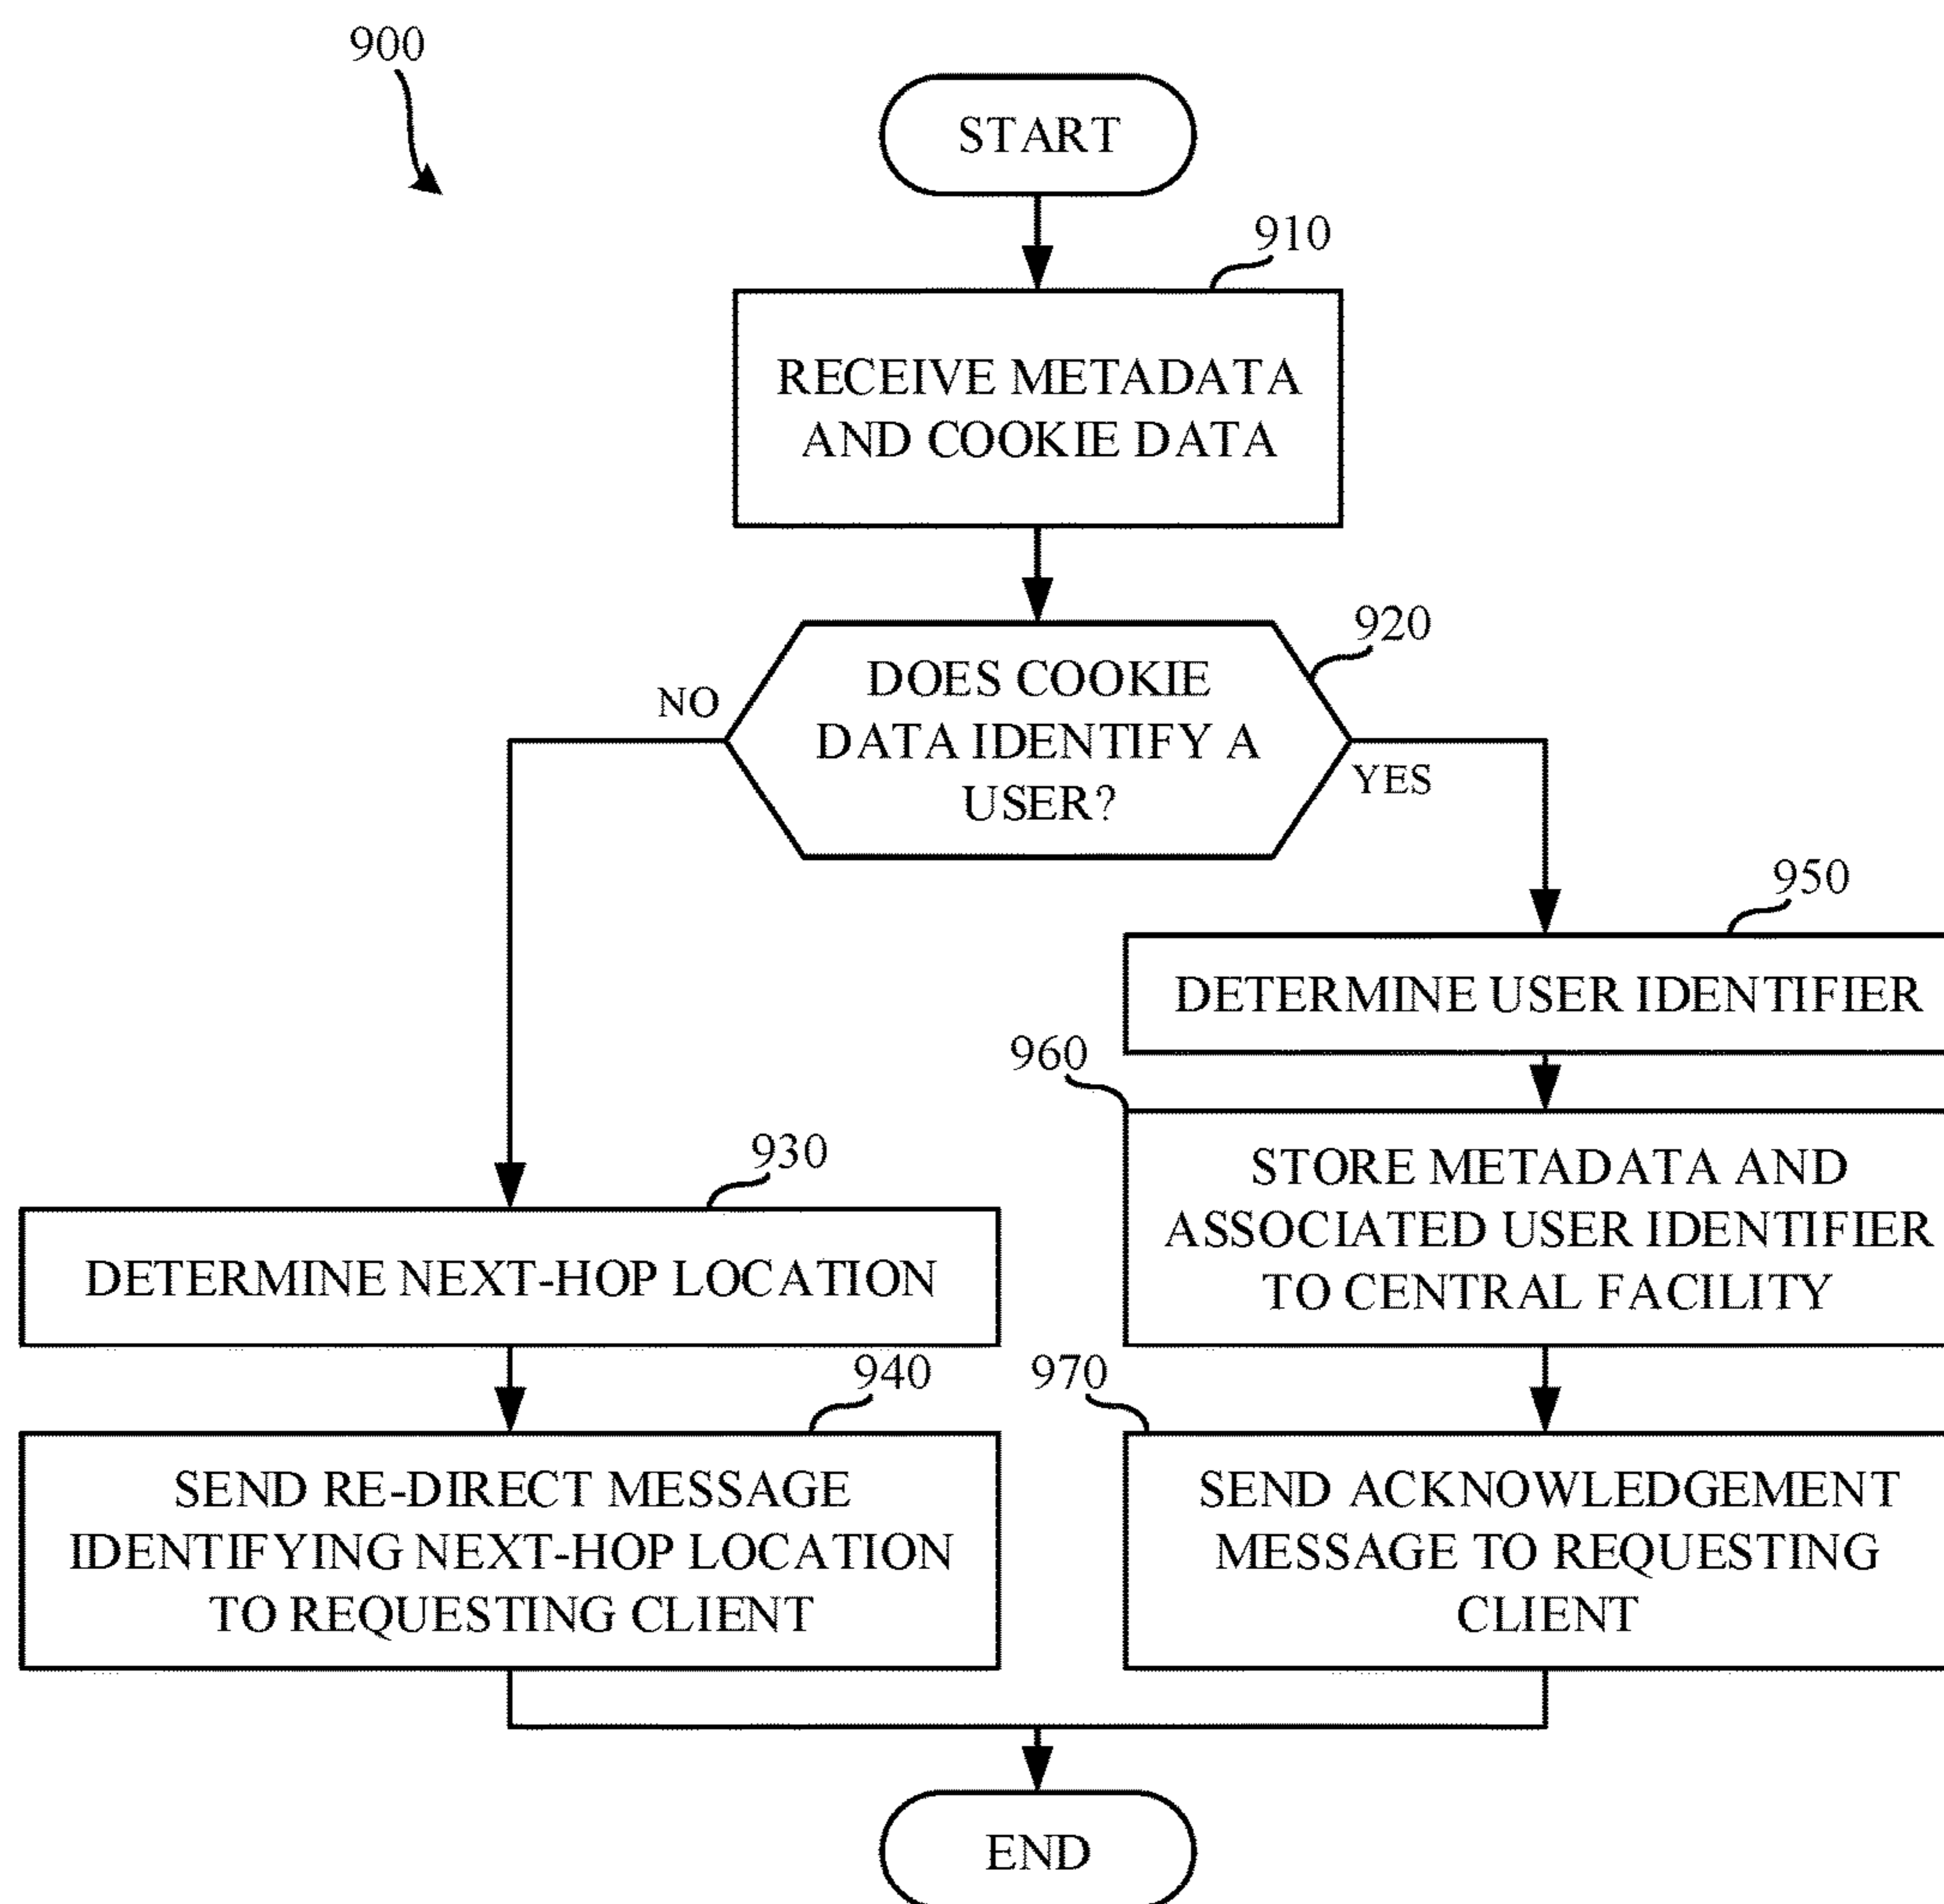 900
START
910
RECEIVE METADATA
AND COOKIE DATA
920
DOES COOKIE
DATA IDENTIFY A
USER?
NO
YES
950
DETERMINE USER IDENTIFIER
960
STORE METADATA AND
ASSOCIATED USER IDENTIFIER
TO CENTRAL FACILITY
930
DETERMINE NEXT-HOP LOCATION
940
SEND RE-DIRECT MESSAGE
IDENTIFYING NEXT-HOP LOCATION
TO REQUESTING CLIENT
970
SEND ACKNOWLEDGEMENT
MESSAGE TO REQUESTING
CLIENT
END